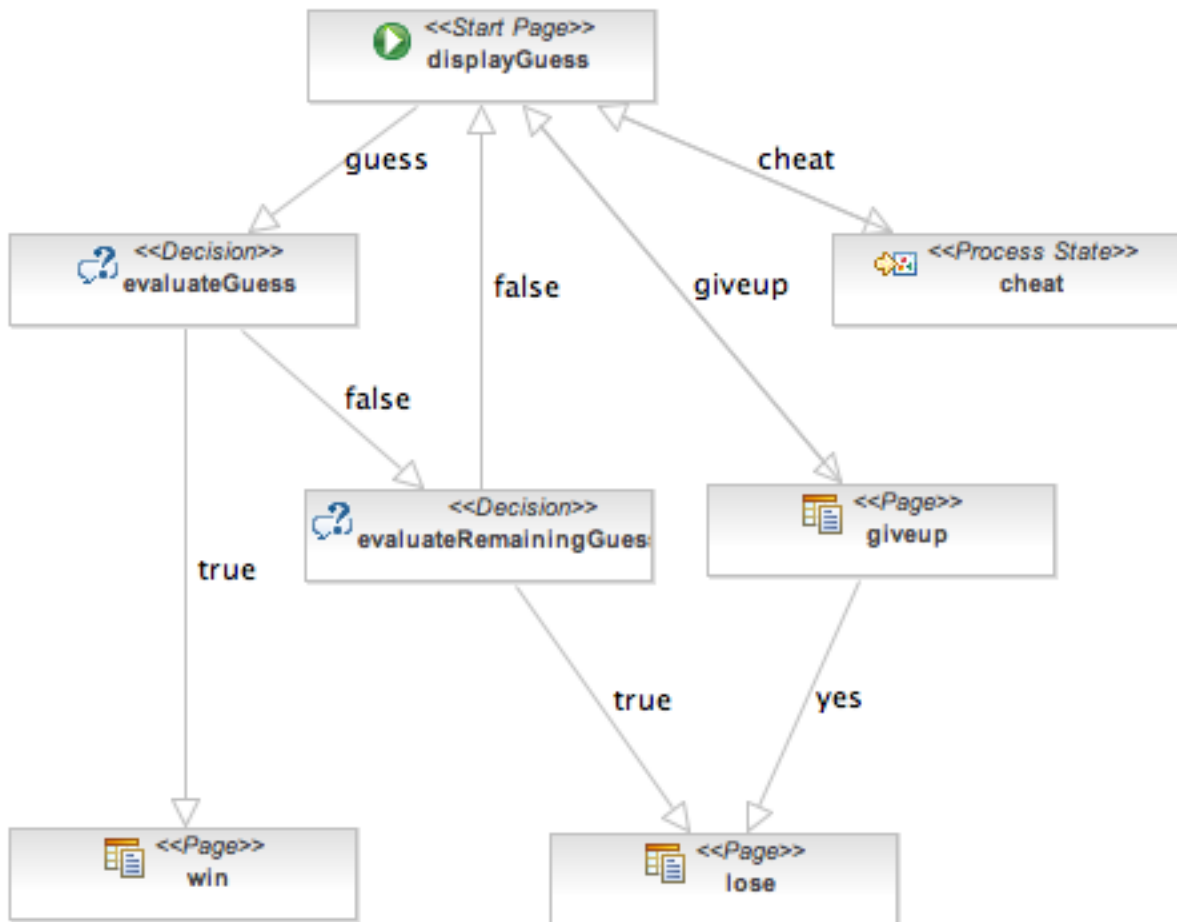 <<Start Page>>
displayGuess
guess
cheat
<<Decision>>
evaluateGuess
false
giveup
<<Process State>>
cheat
false
<<Decision>>
evaluateRemainingGues
<<Page>>
giveup
true
true
yes
<<Page>>
win
<<Page>>
lose